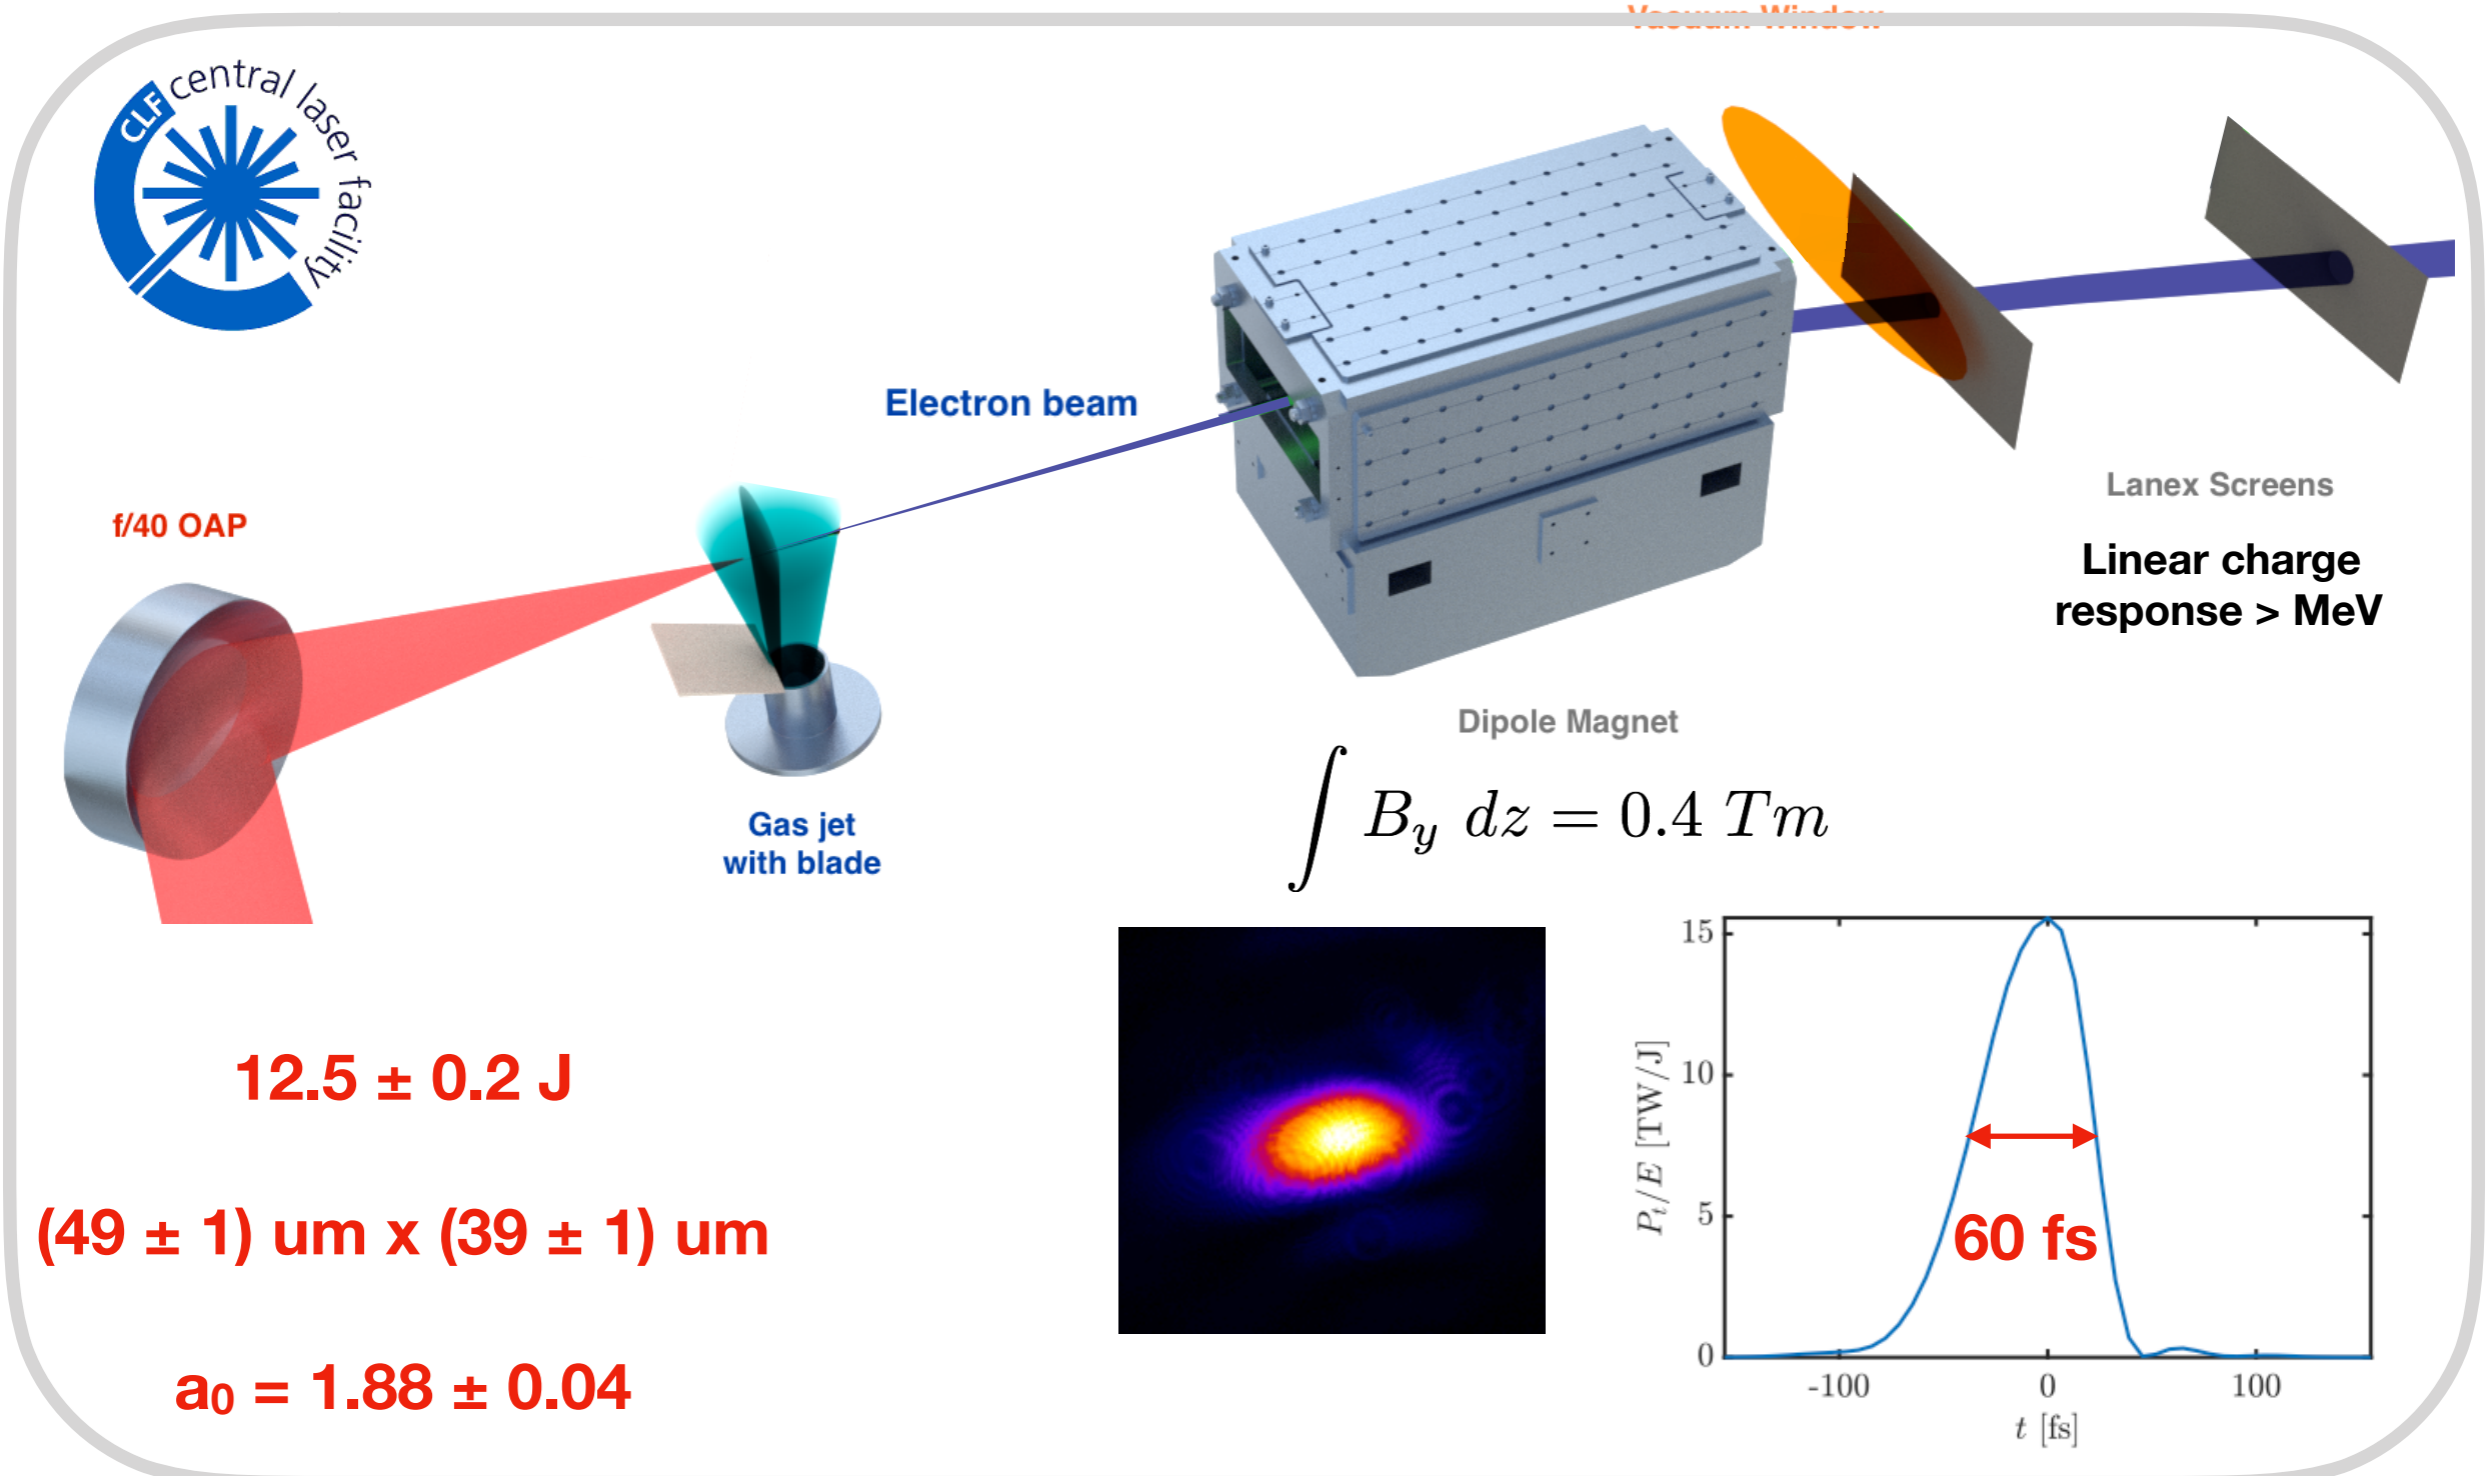 Vacuum Window
CLF central laser facility
Electron beam
f/40 OAP
Lanex Screens
Linear charge
response > MeV
Dipole Magnet
∫ B_y dz = 0.4 Tm
Gas jet
with blade
12.5 ± 0.2 J
(49 ± 1) um x (39 ± 1) um
a₀ = 1.88 ± 0.04
15
10
5
0
P_t/E [TW/J]
60 fs
-100
0
100
t [fs]